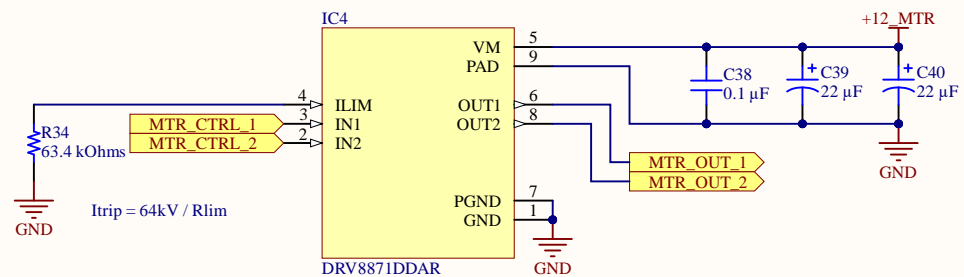 IC4
+12_MTR
VM 5
PAD 9
C38
0.1 µF
+ C39
22 µF
+ C40
22 µF
4 ILIM
OUT1 6
MTR_CTRL_1 3 IN1
OUT2 8
MTR_CTRL_2 2 IN2
R34
63.4 kOhms
GND
MTR_OUT_1
MTR_OUT_2
PGND 7
GND 1
Itrip = 64kV / Rlim
GND
GND
DRV8871DDAR